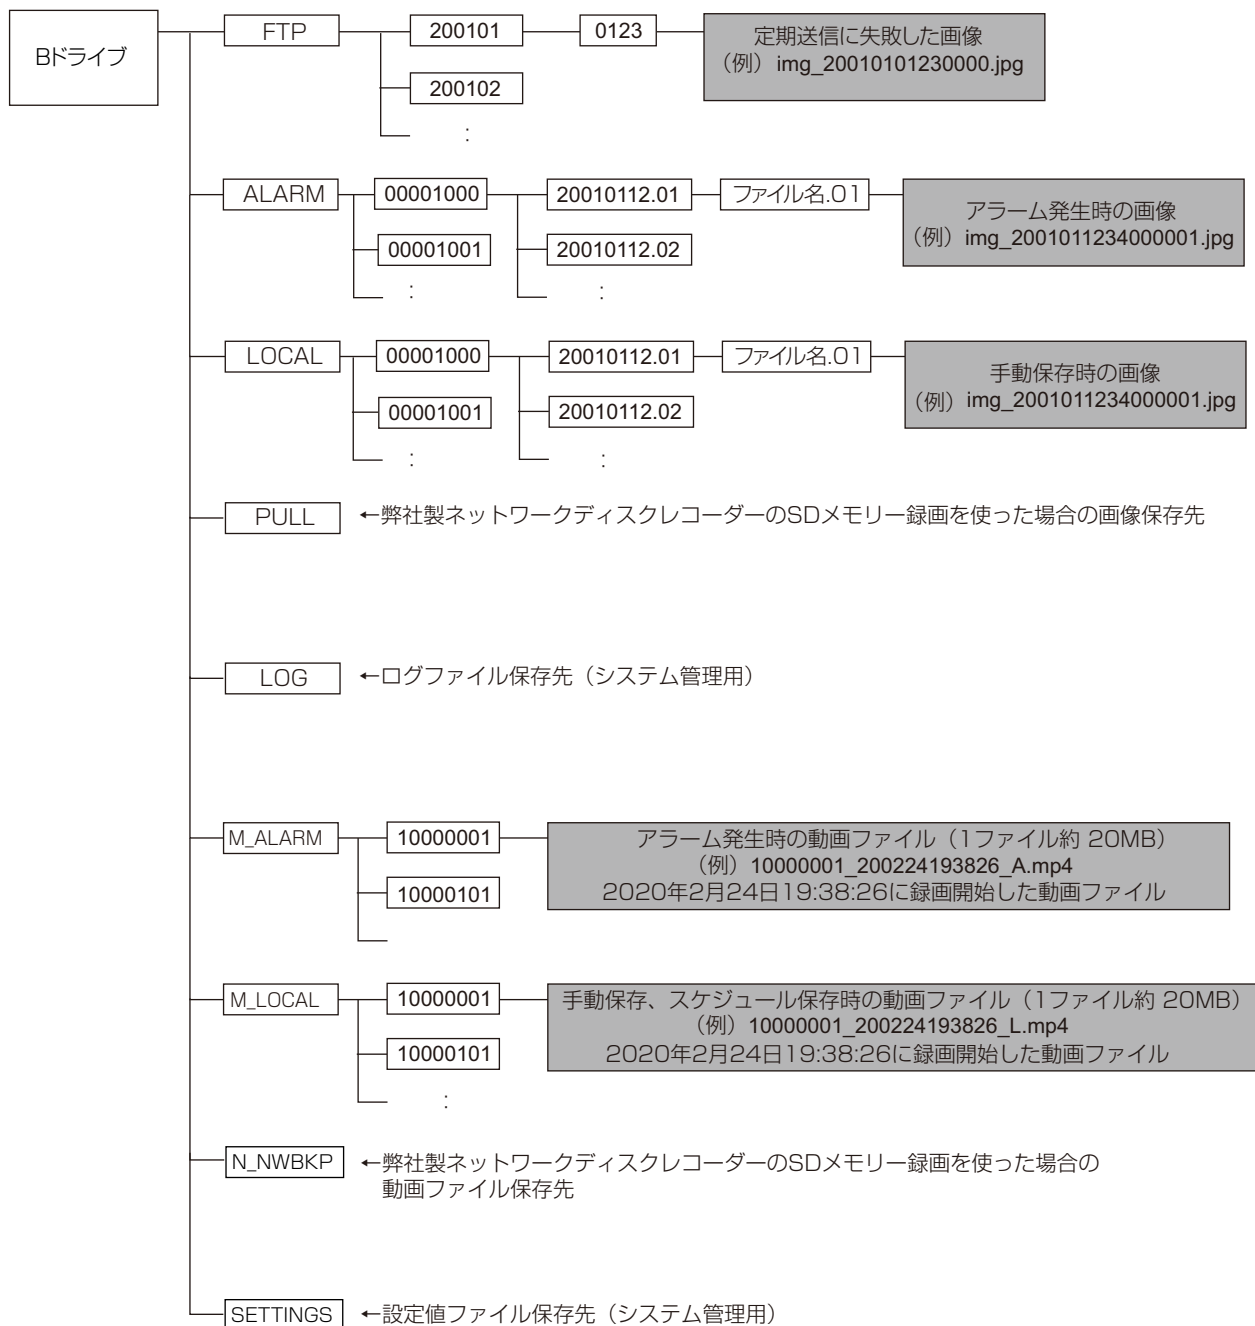 Bドライブ
FTP
200101
0123
定期送信に失敗した画像
（例）img_20010101230000.jpg
200102
:
ALARM
00001000
20010112.01
ファイル名.01
アラーム発生時の画像
（例）img_2001011234000001.jpg
00001001
20010112.02
:
:
LOCAL
00001000
20010112.01
ファイル名.01
手動保存時の画像
（例）img_2001011234000001.jpg
00001001
20010112.02
:
:
PULL
←弊社製ネットワークディスクレコーダーのSDメモリー録画を使った場合の画像保存先
LOG
←ログファイル保存先（システム管理用）
M_ALARM
10000001
アラーム発生時の動画ファイル（1ファイル約 20MB）
（例）10000001_200224193826_A.mp4
2020年2月24日19:38:26に録画開始した動画ファイル
10000101
M_LOCAL
10000001
手動保存、スケジュール保存時の動画ファイル（1ファイル約 20MB）
（例）10000001_200224193826_L.mp4
2020年2月24日19:38:26に録画開始した動画ファイル
10000101
:
N_NWBKP
←弊社製ネットワークディスクレコーダーのSDメモリー録画を使った場合の
動画ファイル保存先
SETTINGS
←設定値ファイル保存先（システム管理用）